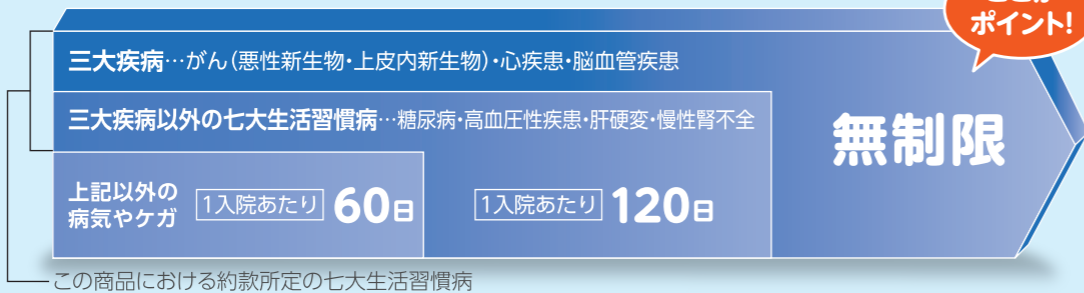 ポイント!
三大疾病…がん(悪性新生物・上皮内新生物)・心疾患・脳血管疾患
三大疾病以外の七大生活習慣病…糖尿病・高血圧性疾患・肝硬変・慢性腎不全
無制限
上記以外の
病気やケガ
1入院あたり 60日
1入院あたり 120日
この商品における約款所定の七大生活習慣病